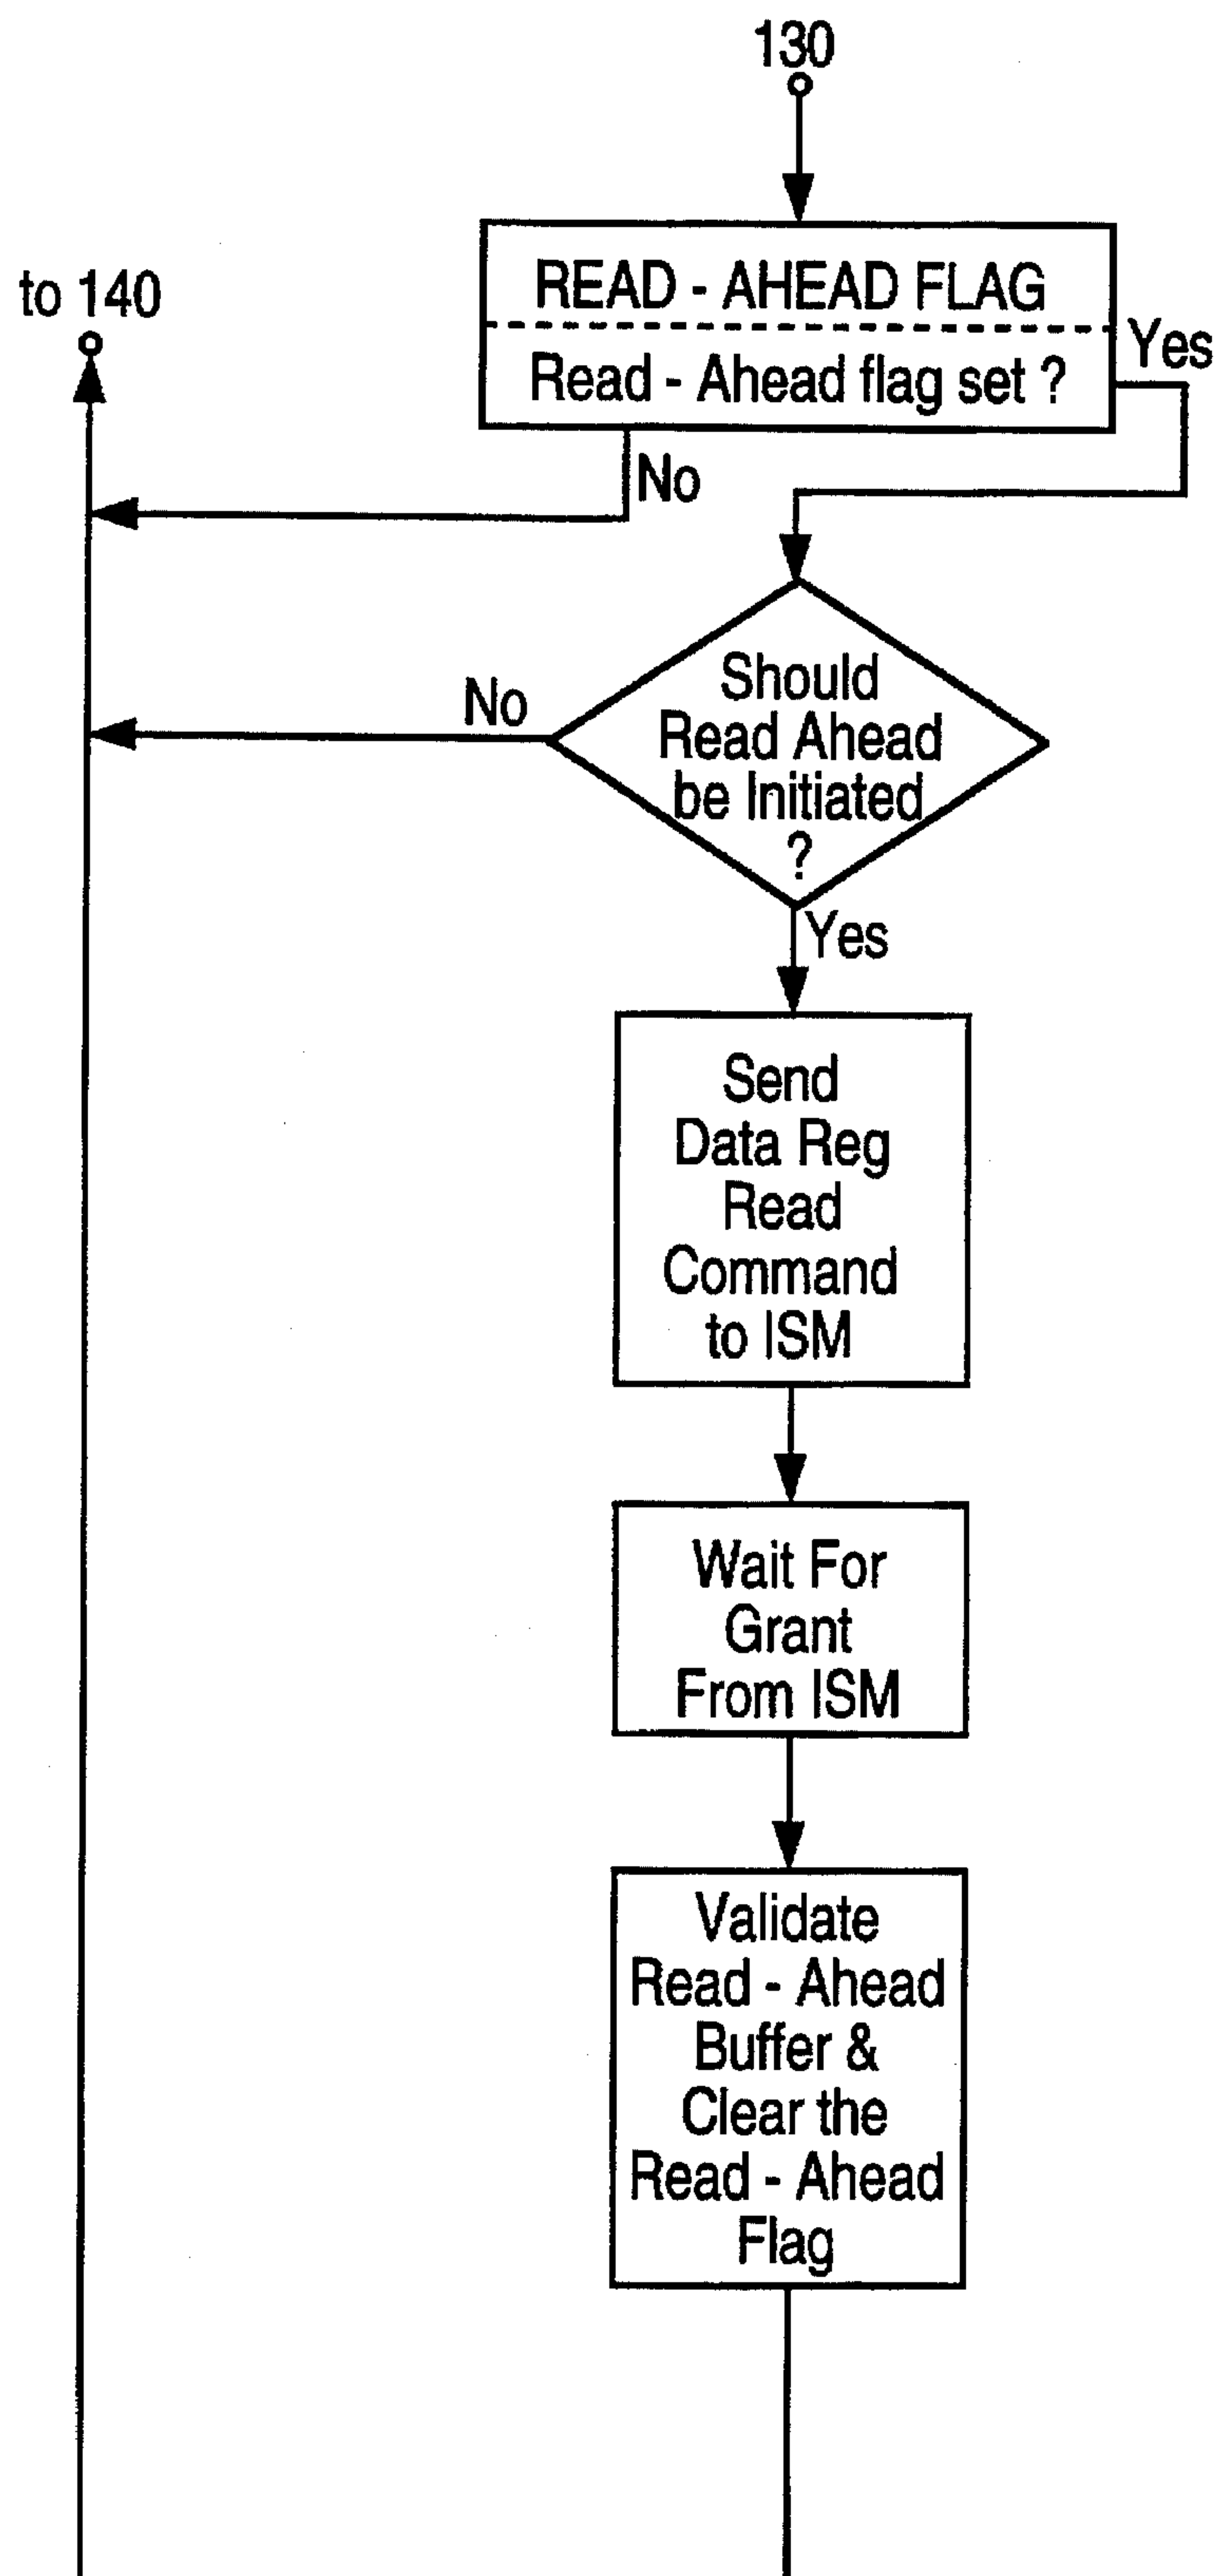 130
to 140
READ - AHEAD FLAG
Read - Ahead flag set ?
Yes
No
Should
Read Ahead
be Initiated
?
No
Yes
Send
Data Reg
Read
Command
to ISM
Wait For
Grant
From ISM
Validate
Read - Ahead
Buffer &
Clear the
Read - Ahead
Flag